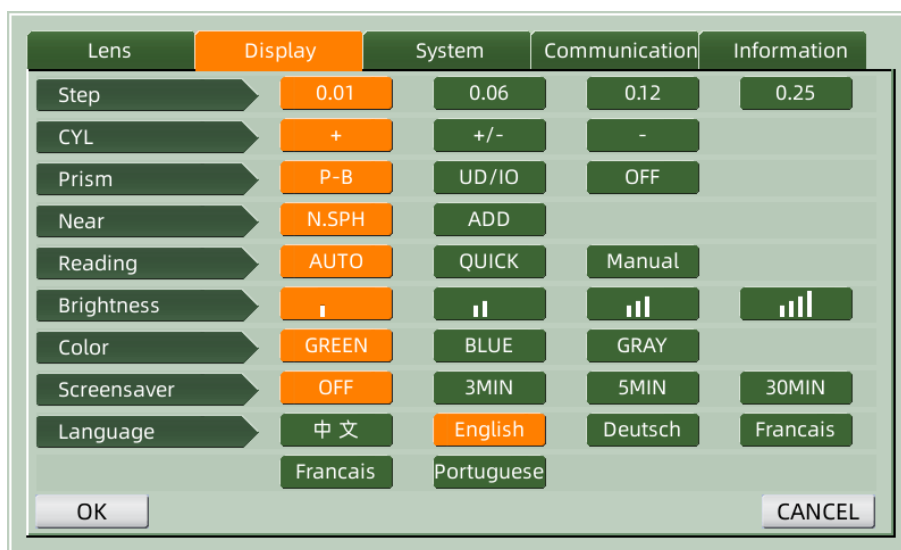 Lens Display System Communication Information
Step 0.01 0.06 0.12 0.25
CYL + +/- -
Prism P-B UD/IO OFF
Near N.SPH ADD
Reading AUTO QUICK Manual
Brightness
Color GREEN BLUE GRAY
Screensaver OFF 3MIN 5MIN 30MIN
Language 中文 English Deutsch Francais
Francais Portuguese
OK CANCEL